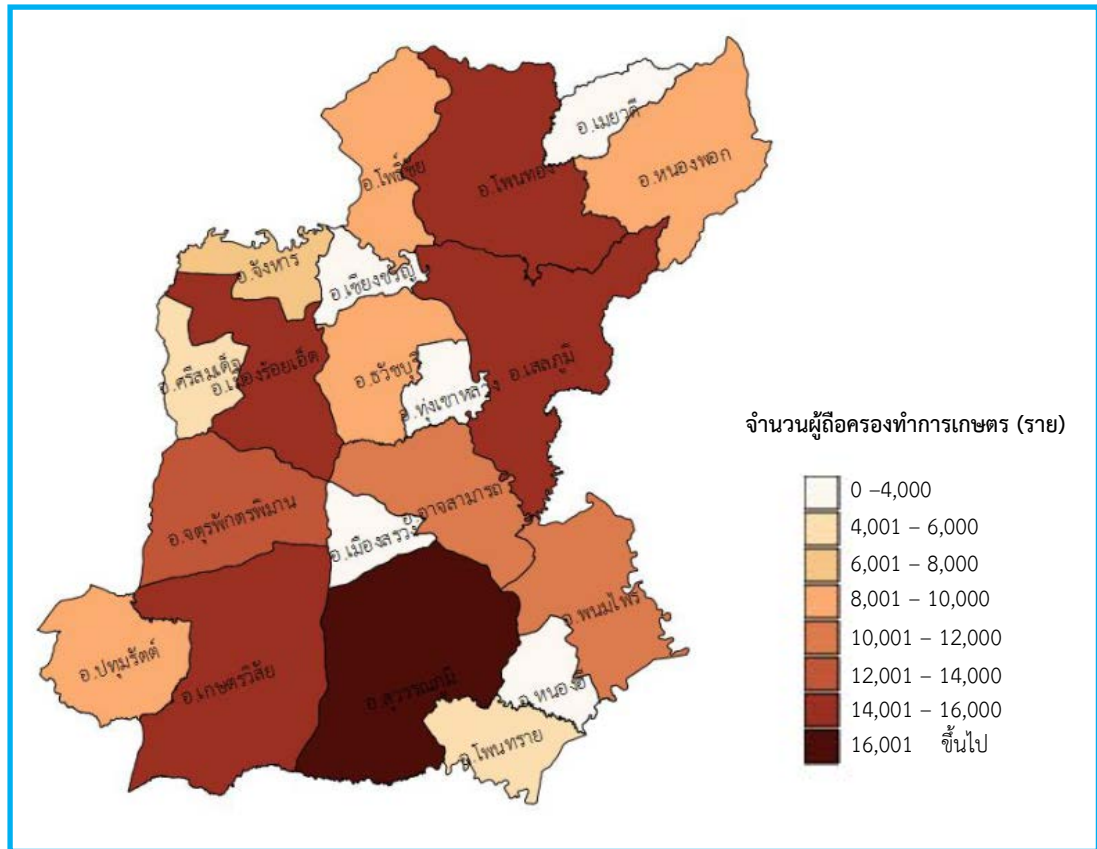 อ.เมยวดี
อ.หนองพอก
อ.โพธิ์ชัย
อ.โพนทอง
อ.จังหาร
อ.เชียงขวัญ
อ.ศรีสมเด็จ
อ.เมืองร้อยเอ็ด
อ.ธวัชบุรี
อ.ทุ่งเขาหลวง
อ.เสลภูมิ
จำนวนผู้ถือครองทำการเกษตร (ราย)
0 –4,000
4,001 – 6,000
6,001 – 8,000
8,001 – 10,000
10,001 – 12,000
12,001 – 14,000
14,001 – 16,000
16,001 ขึ้นไป
อ.จตุรพักตรพิมาน
อ.อาจสามารถ
อ.เมืองสรวง
อ.พนมไพร
อ.ปทุมรัตต์
อ.เกษตรวิสัย
อ.สุวรรณภูมิ
อ.หนองฮี
อ.โพนทราย